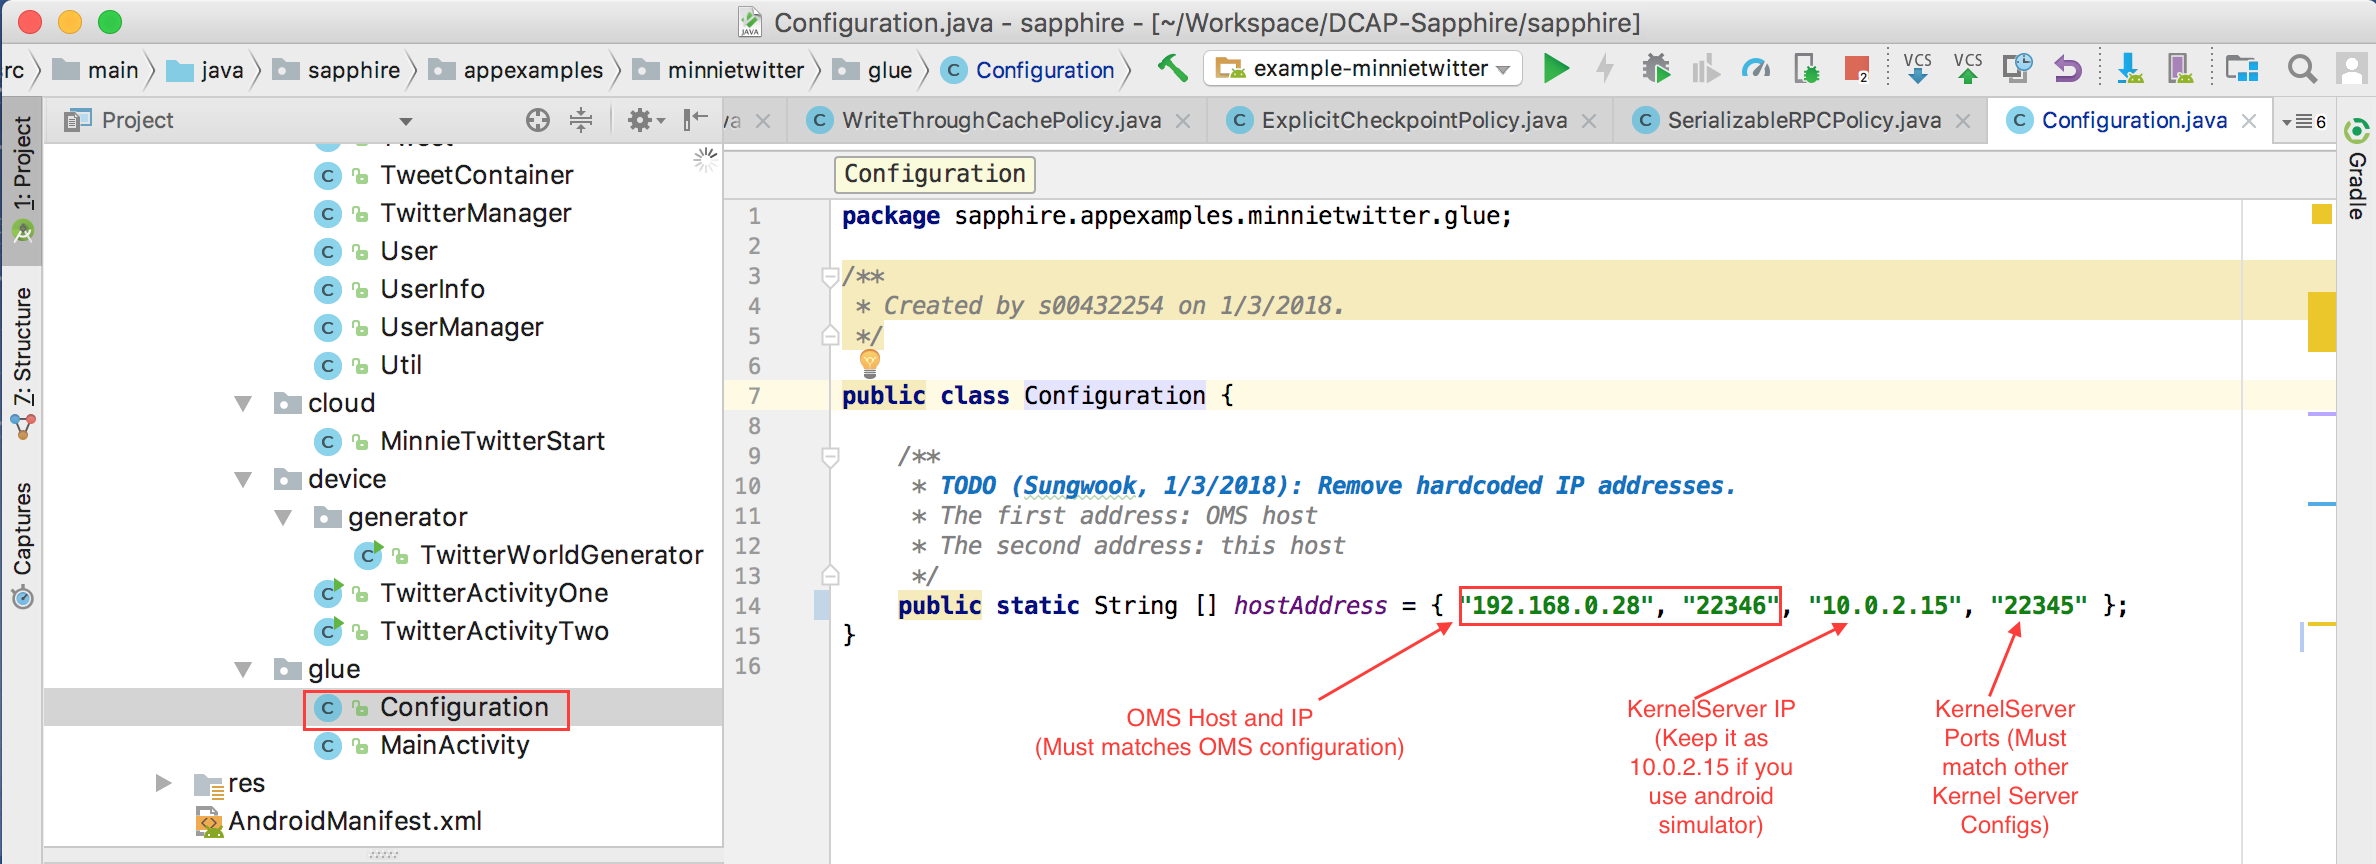 Configuration.java - sapphire - [~/Workspace/DCAP-Sapphire/sapphire]
rc main java sapphire appexamples minnietwitter glue C Configuration example-minnietwitter 2 VCS VCS
Project
va WriteThroughCachePolicy.java ExplicitCheckpointPolicy.java SerializableRPCPolicy.java Configuration.java 6
1: Project
7: Structure
Captures
Gradle
TweetContainer
TwitterManager
User
UserInfo
UserManager
Util
cloud
MinnieTwitterStart
device
generator
TwitterWorldGenerator
TwitterActivityOne
TwitterActivityTwo
glue
Configuration
MainActivity
res
AndroidManifest.xml
Configuration
1 package sapphire.appexamples.minnietwitter.glue;
2
3 /**
4 * Created by s00432254 on 1/3/2018.
5 */
6
7 public class Configuration {
8
9 /**
10 * TODO (Sungwook, 1/3/2018): Remove hardcoded IP addresses.
11 * The first address: OMS host
12 * The second address: this host
13 */
14 public static String [] hostAddress = { "192.168.0.28", "22346", "10.0.2.15", "22345" };
15 }
16
OMS Host and IP
(Must matches OMS configuration)
KernelServer IP
(Keep it as
10.0.2.15 if you
use android
simulator)
KernelServer
Ports (Must
match other
Kernel Server
Configs)